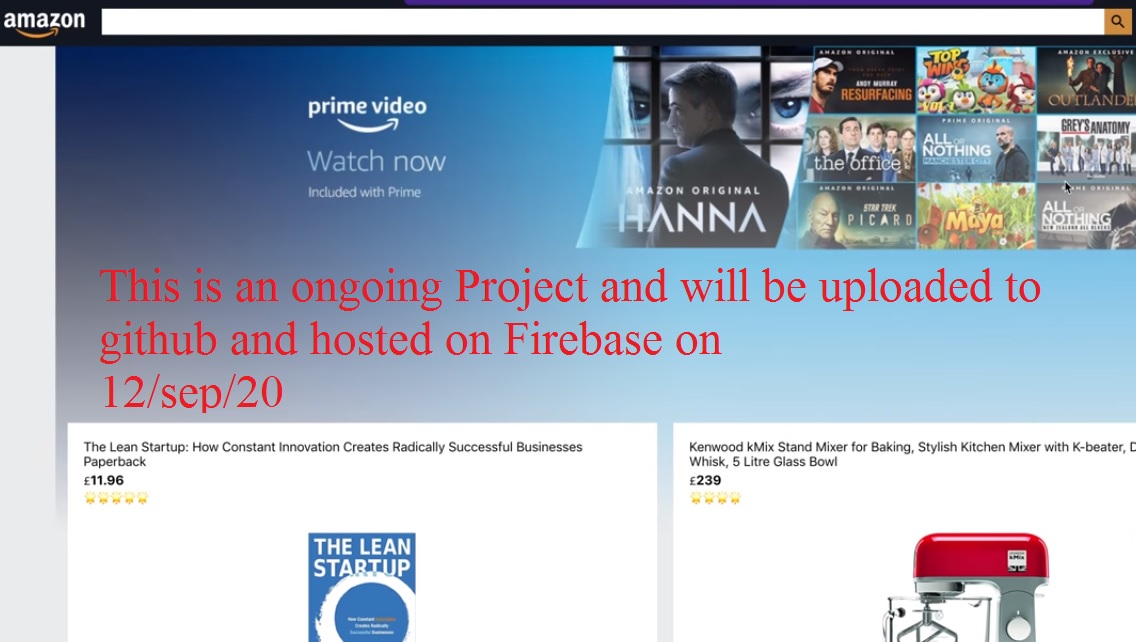 amazon
prime video
Watch now
Included with Prime
AMAZON ORIGINAL
HANNA
AMAZON ORIGINAL
ANDY MURRAY
RESURFACING
TOP
WING
AMAZON EXCLUSIVE
OUTLANDE
the office
PRIME ORIGINAL
ALL OR
NOTHING
MANCHESTER CITY
GREY'S ANATOMY
AMAZON ORIGINAL
STAR TREK
PICARD
Maya
PRIME ORIGINAL
ALL OR
NOTHING
NEW ZEALAND ALL BLACKS
This is an ongoing Project and will be uploaded to
github and hosted on Firebase on
12/sep/20
The Lean Startup: How Constant Innovation Creates Radically Successful Businesses
Paperback
£11.96
Kenwood kMix Stand Mixer for Baking, Stylish Kitchen Mixer with K-beater, D
Whisk, 5 Litre Glass Bowl
£239
THE LEAN
STARTUP
How Constant Innovation
Creates Radically
Successful Businesses
kMix